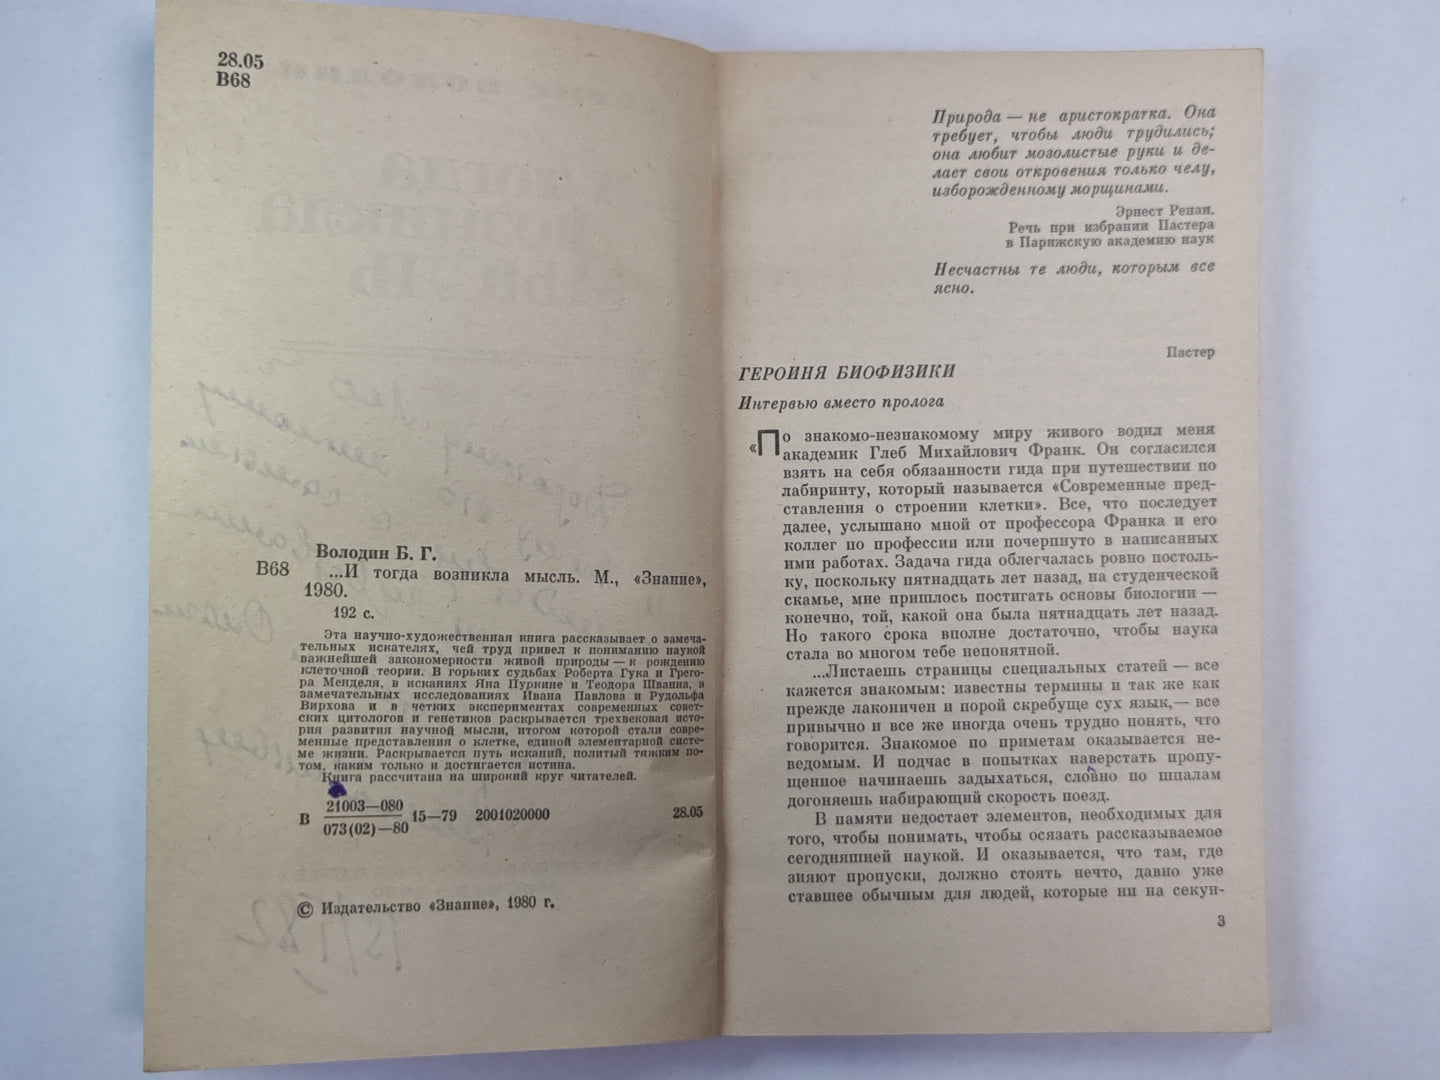 28.05
В68
Володин Б. Г.
В68 ...И тогда возникла мысль. М., «Знание»,
1980.
192 с.
Эта научно-художественная книга рассказывает о замеча-
тельных искателях, чей труд привел к пониманию наукой
важнейшей закономерности живой природы — к рождению
клеточной теории. В горьких судьбах Роберта Гука и Грего-
ра Менделя, в исканиях Яна Пуркине и Теодора Шванна, в
замечательных исследованиях Ивана Павлова и Рудольфа
Вирхова и в четких экспериментах современных совет-
ских цитологов и генетиков раскрывается трехвековая исто-
рия развития научной мысли, итогом которой стали совре-
менные представления о клетке, единой элементарной систе-
ме жизни. Раскрывается путь исканий, политый тяжким по-
том, каким только и достигается истина.
Книга рассчитана на широкий круг читателей.
В 21003—080
073(02)—80 15—79 2001020000 28.05
© Издательство «Знание», 1980 г.
Природа — не аристократка. Она
требует, чтобы люди трудились;
она любит мозолистые руки и де-
лает свои откровения только челу,
изборожденному морщинами.
Эрнест Ренан.
Речь при избрании Пастера
в Парижскую академию наук
Несчастны те люди, которым все
ясно.
Пастер
ГЕРОИНЯ БИОФИЗИКИ
Интервью вместо пролога
«По знакомо-незнакомому миру живого водил меня
академик Глеб Михайлович Франк. Он согласился
взять на себя обязанности гида при путешествии по
лабиринту, который называется «Современные пред-
ставления о строении клетки». Все, что последует
далее, услышано мной от профессора Франка и его
коллег по профессии или почерпнуто в написанных
ими работах. Задача гида облегчалась ровно постоль-
ку, поскольку пятнадцать лет назад, на студенческой
скамье, мне пришлось постигать основы биологии —
конечно, той, какой она была пятнадцать лет назад.
Но такого срока вполне достаточно, чтобы наука
стала во многом тебе непонятной.
...Листаешь страницы специальных статей — все
кажется знакомым: известны термины и так же как
прежде лаконичен и порой скребуще сух язык,— все
привычно и все же иногда очень трудно понять, что
говорится. Знакомое по приметам оказывается не-
ведомым. И подчас в попытках наверстать пропу-
щенное начинаешь задыхаться, словно по шпалам
догоняешь набирающий скорость поезд.
В памяти недостает элементов, необходимых для
того, чтобы понимать, чтобы осязать рассказываемое
сегодняшней наукой. И оказывается, что там, где
зияют пропуски, должно стоять нечто, давно уже
ставшее обычным для людей, которые ни на секун-
3